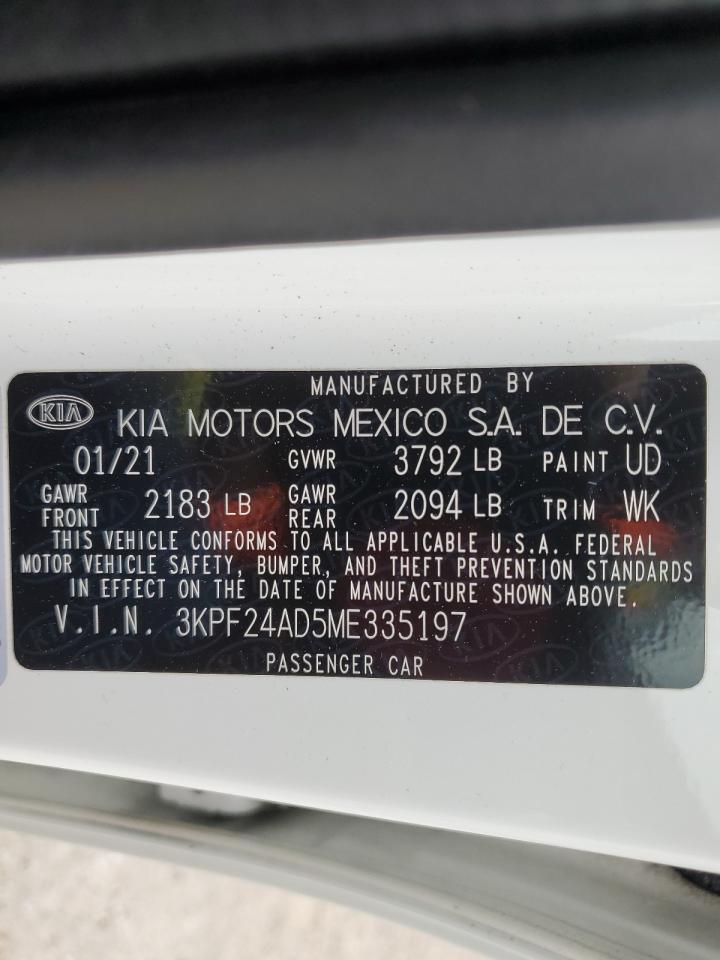 MANUFACTURED BY
KIA KIA MOTORS MEXICO S.A. DE C.V.
01/21 GVWR 3792 LB PAINT UD
GAWR FRONT 2183 LB GAWR REAR 2094 LB TRIM WK
THIS VEHICLE CONFORMS TO ALL APPLICABLE U.S.A. FEDERAL
MOTOR VEHICLE SAFETY, BUMPER, AND THEFT PREVENTION STANDARDS
IN EFFECT ON THE DATE OF MANUFACTURE SHOWN ABOVE.
V.I.N. 3KPF24AD5ME335197
PASSENGER CAR